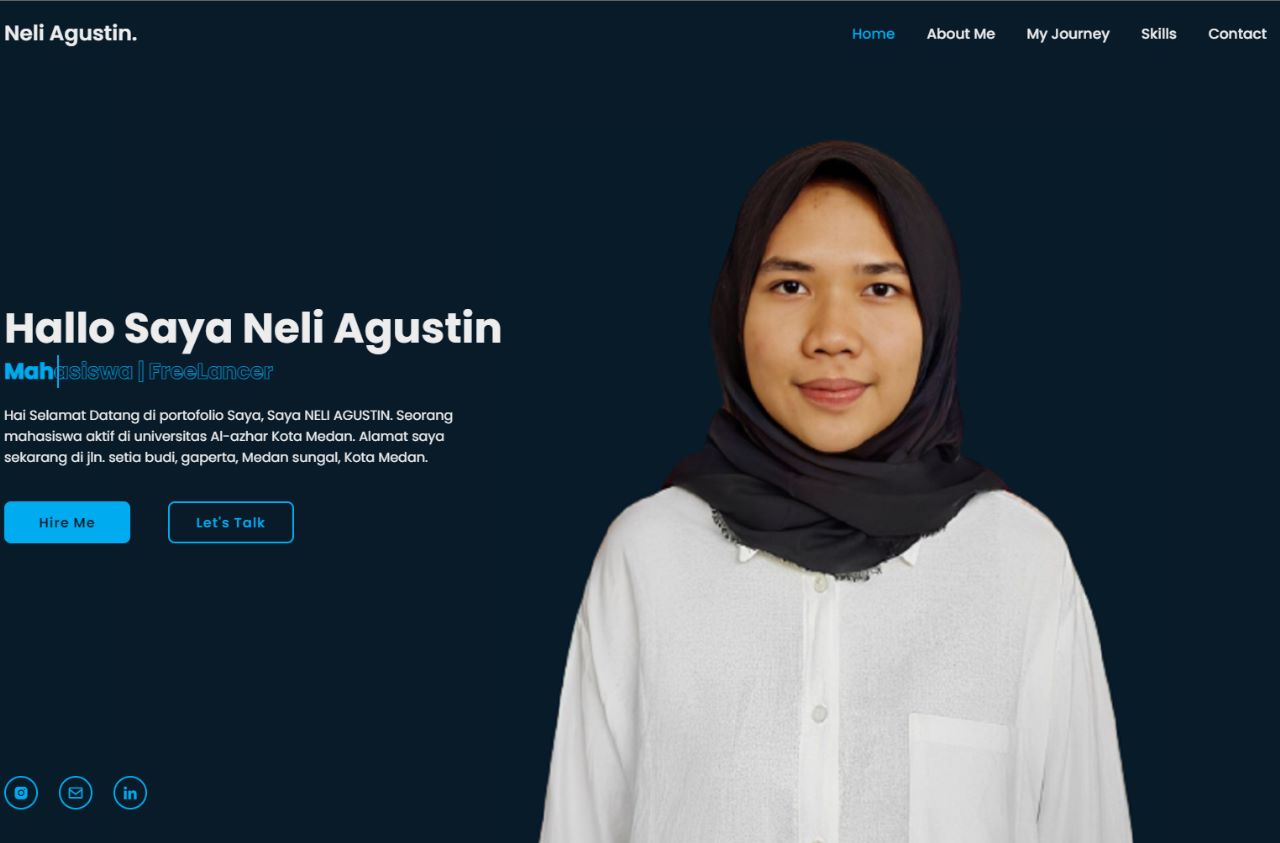 Neli Agustin.
Home About Me My Journey Skills Contact
Hallo Saya Neli Agustin
Mahasiswa | FreeLancer
Hai Selamat Datang di portofolio Saya, Saya NELI AGUSTIN. Seorang
mahasiswa aktif di universitas Al-azhar Kota Medan. Alamat saya
sekarang di jln. setia budi, gaperta, Medan sungal, Kota Medan.
Hire Me
Let's Talk
in